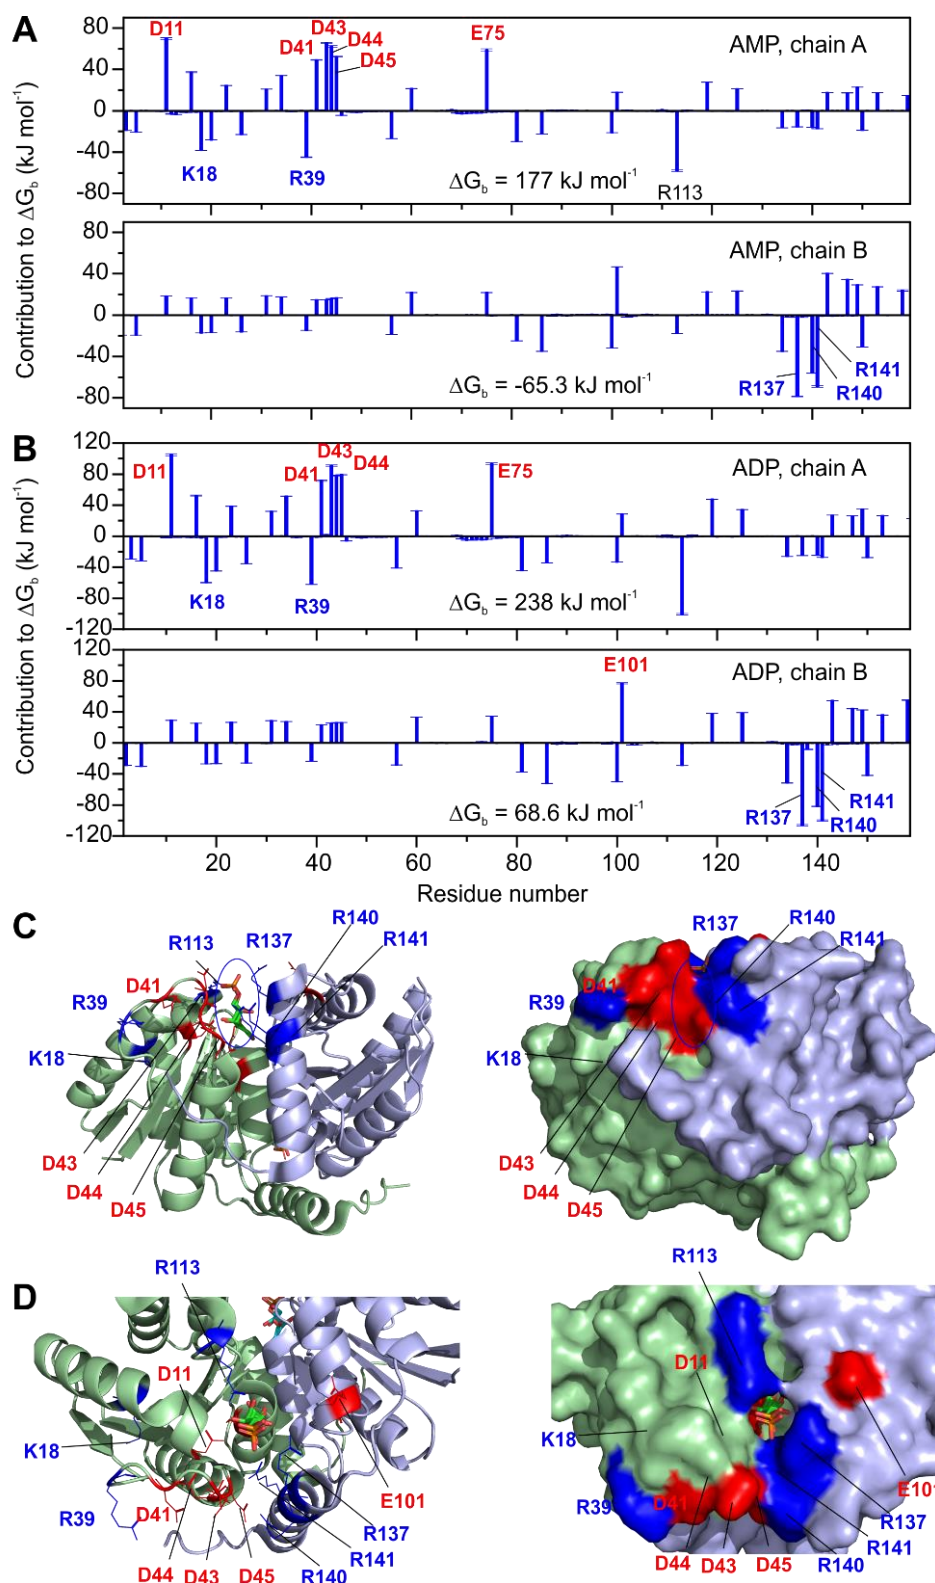 A
Contribution to ΔG_b (kJ mol⁻¹)
80
40
0
-40
-80
D11
D41
D43
D44
D45
E75
AMP, chain A
K18
R39
ΔG_b = 177 kJ mol⁻¹
R113
80
40
0
-40
-80
AMP, chain B
ΔG_b = -65.3 kJ mol⁻¹
R137
R141
R140
B
Contribution to ΔG_b (kJ mol⁻¹)
120
80
40
0
-40
-80
-120
D11
D41
D43
D44
E75
ADP, chain A
K18
R39
ΔG_b = 238 kJ mol⁻¹
120
80
40
0
-40
-80
-120
E101
ADP, chain B
ΔG_b = 68.6 kJ mol⁻¹
R137
R141
R140
20 40 60 80 100 120 140
Residue number
C
R140
R113
R137
R141
D41
R39
K18
D43
D44
D45
R137
R140
R141
D41
R39
K18
D43
D44
D45
D
R113
D11
K18
R39
D41
D44
D43
D45
E101
R137
R141
R140
R113
D11
K18
R39
D41
D44
D43
D45
E101
R137
R141
R140